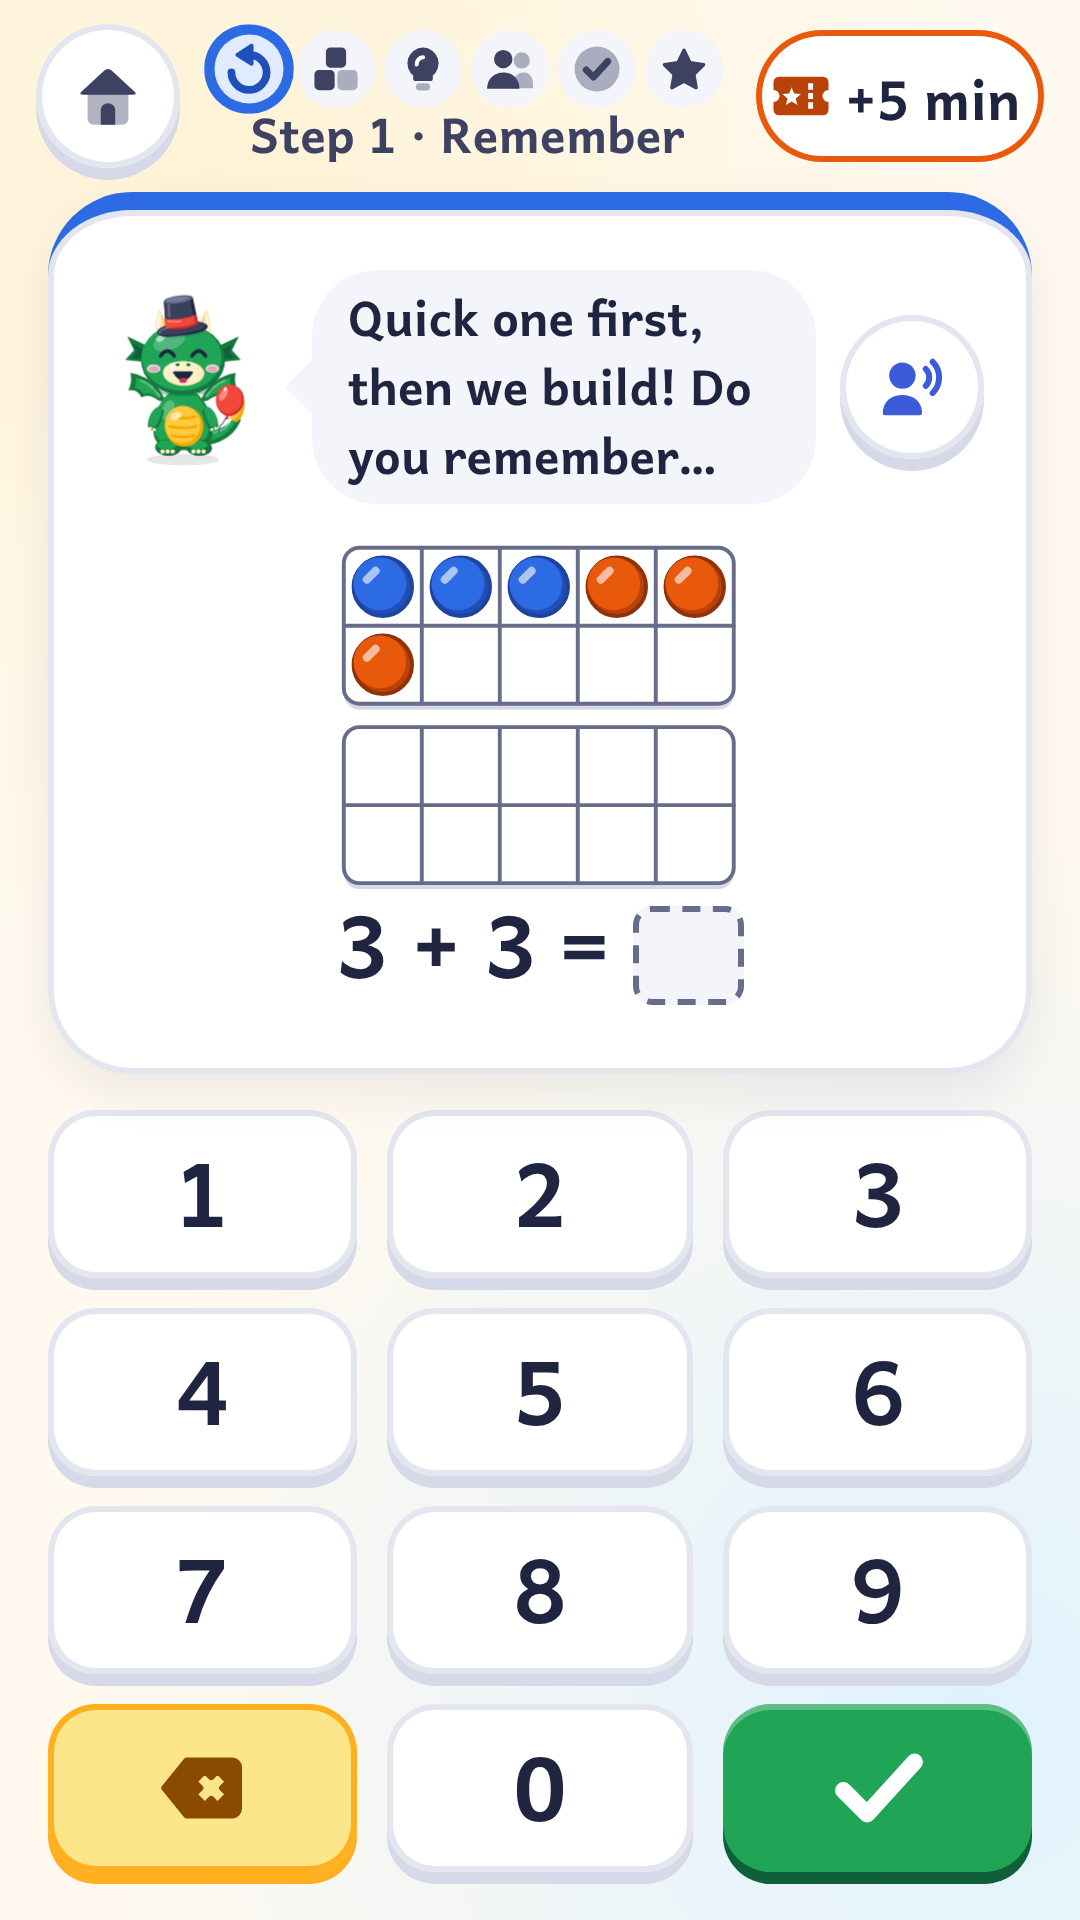 Step 1 · Remember
+5 min
Quick one first,
then we build! Do
you remember...
3 + 3 =
1 2 3
4 5 6
7 8 9
0